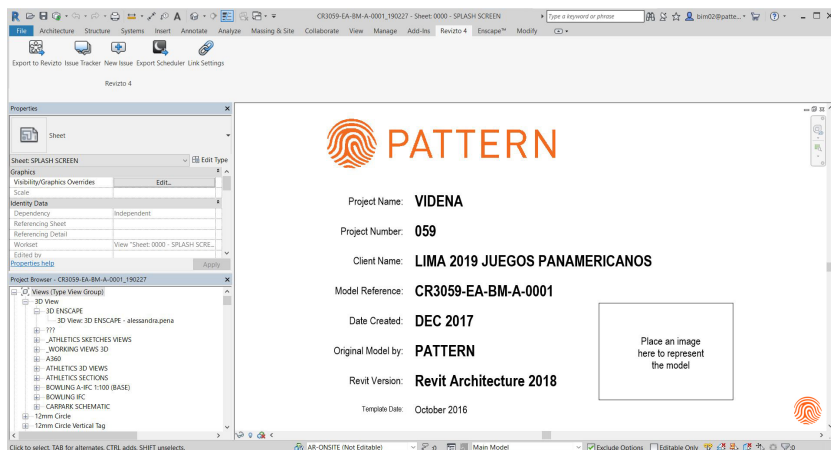 CR3059-EA-BM-A-0001_190227 - Sheet: 0000 - SPLASH SCREEN
Type a keyword or phrase
bim02@patte...
File Architecture Structure Systems Insert Annotate Analyze Massing & Site Collaborate View Manage Add-Ins Revizto 4 Enscape™ Modify
Export to Revizto Issue Tracker New Issue Export Scheduler Link Settings
Revizto 4
Properties
Sheet
Sheet: SPLASH SCREEN
Edit Type
Graphics
Visibility/Graphics Overrides Edit...
Scale
Identity Data
Dependency Independent
Referencing Sheet
Referencing Detail
Workset View "Sheet: 0000 - SPLASH SCRE...
Edited by
Properties help Apply
Project Browser - CR3059-EA-BM-A-0001_190227
Views (Type View Group)
3D View
3D ENSCAPE
3D View: 3D ENSCAPE - alessandra.pena
???
_ATHLETICS SKETCHES VIEWS
_WORKING VIEWS 3D
A360
ATHLETICS 3D VIEWS
ATHLETICS SECTIONS
BOWLING A-IFC 1:100 (BASE)
BOWLING IFC
CARPARK SCHEMATIC
12mm Circle
12mm Circle Vertical Tag
PATTERN
Project Name: VIDENA
Project Number: 059
Client Name: LIMA 2019 JUEGOS PANAMERICANOS
Model Reference: CR3059-EA-BM-A-0001
Date Created: DEC 2017
Original Model by: PATTERN
Revit Version: Revit Architecture 2018
Template Date: October 2016
Place an image
here to represent
the model
Click to select, TAB for alternates, CTRL adds, SHIFT unselects.
AR-ONSITE (Not Editable)
:0
Main Model
Exclude Options
Editable Only
:0